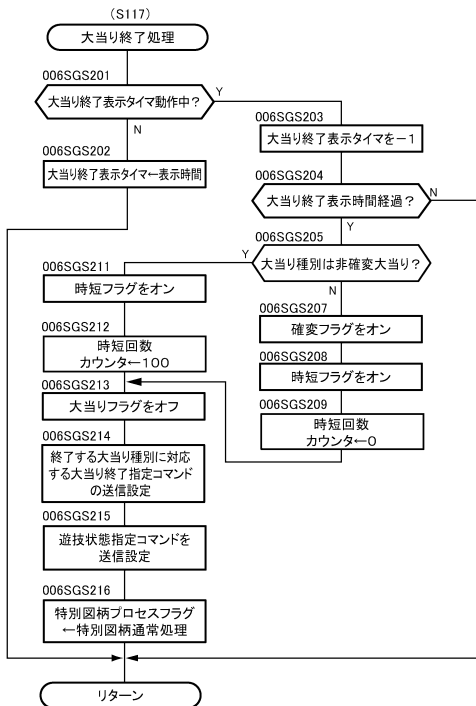 (S117)
大当り終了処理
006SGS201
大当り終了表示タイマ動作中?
Y
N
006SGS202
大当り終了表示タイマ←表示時間
006SGS203
大当り終了表示タイマを−1
006SGS204
大当り終了表示時間経過?
N
Y
006SGS205
大当り種別は非確変大当り?
Y
N
006SGS207
確変フラグをオン
006SGS208
時短フラグをオン
006SGS209
時短回数
カウンタ←0
006SGS211
時短フラグをオン
006SGS212
時短回数
カウンタ←100
006SGS213
大当りフラグをオフ
006SGS214
終了する大当り種別に対応
する大当り終了指定コマンド
の送信設定
006SGS215
遊技状態指定コマンドを
送信設定
006SGS216
特別図柄プロセスフラグ
←特別図柄通常処理
リターン